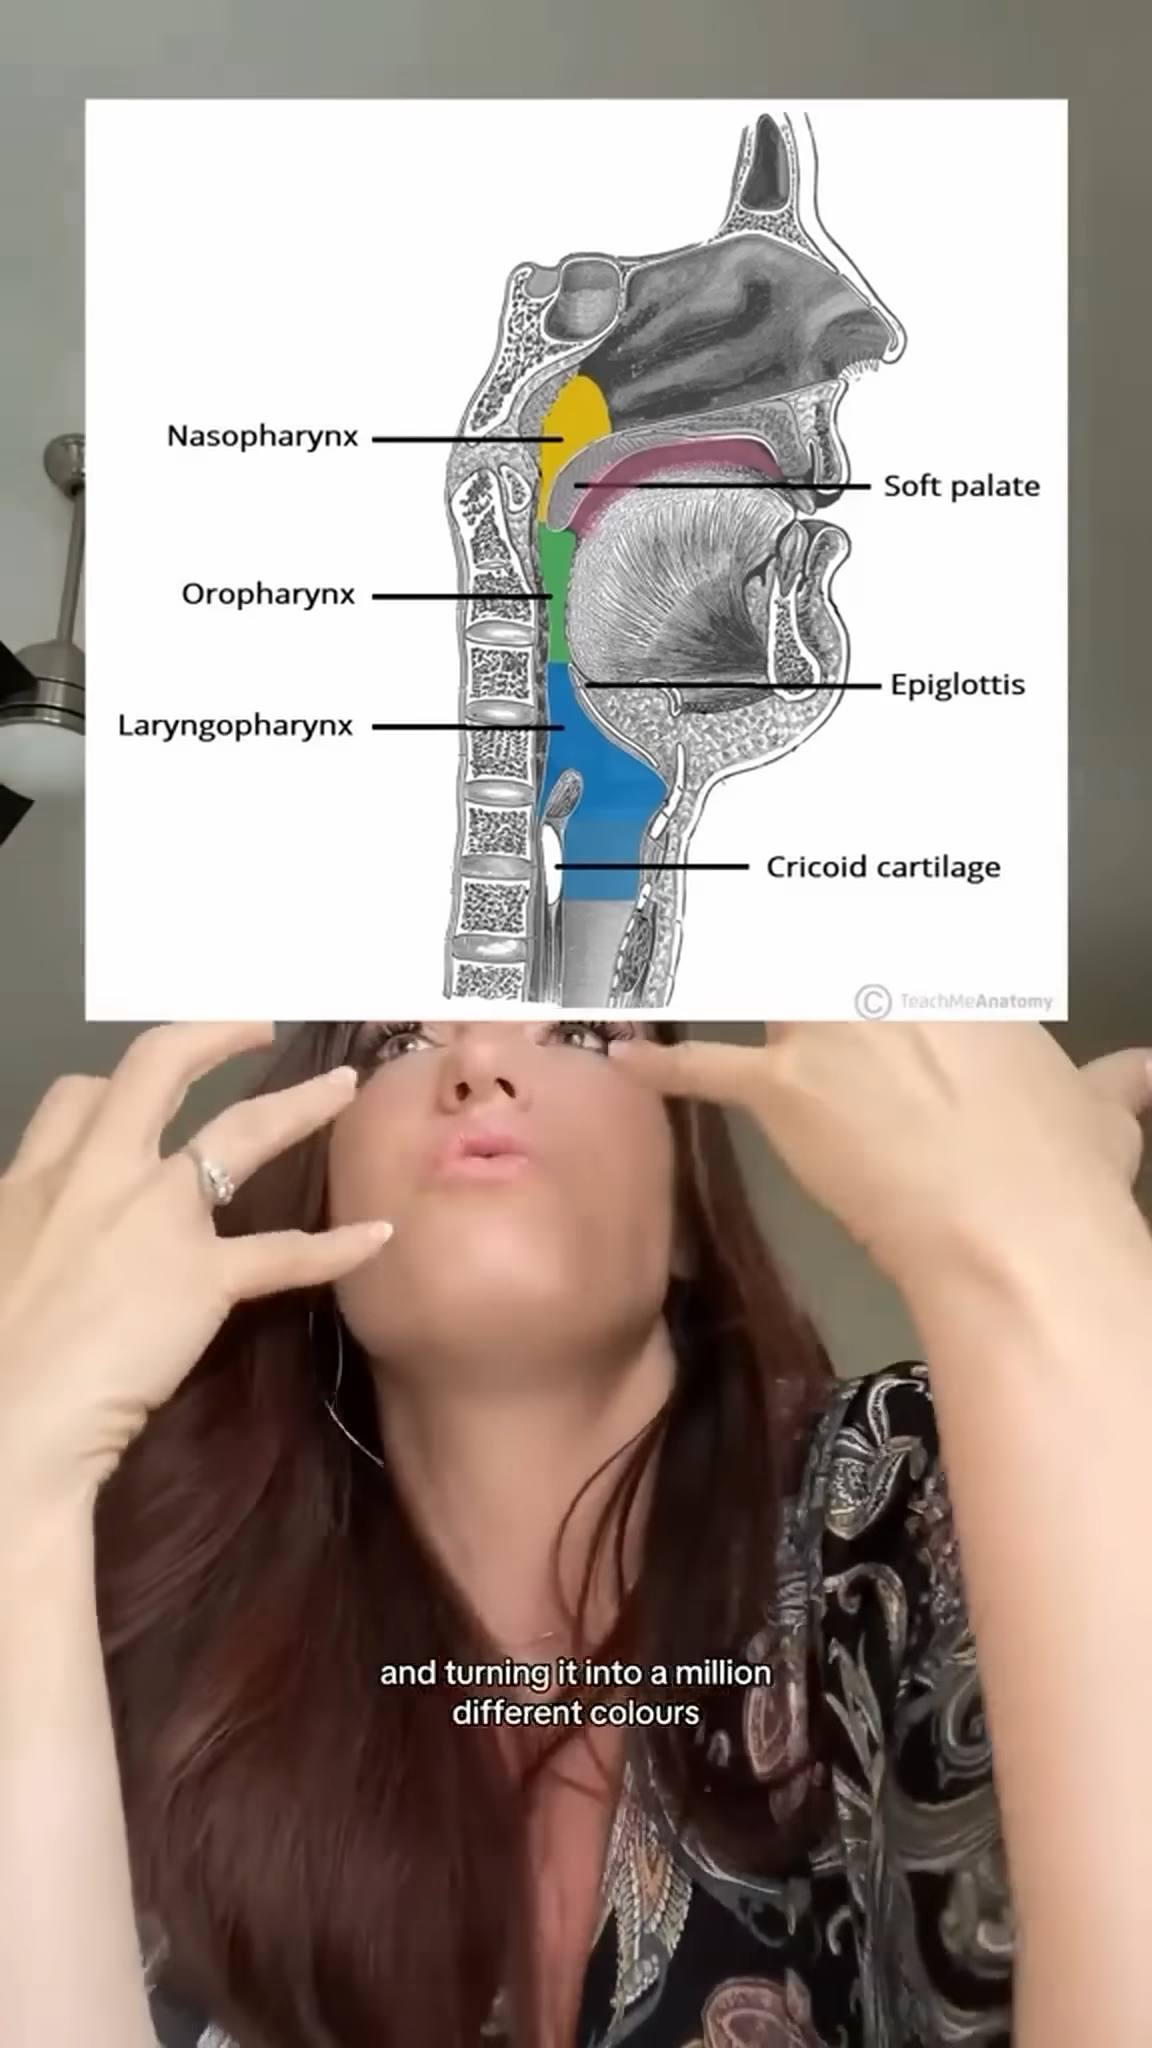 Nasopharynx
Soft palate
Oropharynx
Epiglottis
Laryngopharynx
Cricoid cartilage
© TeachMeAnatomy
and turning it into a million
different colours